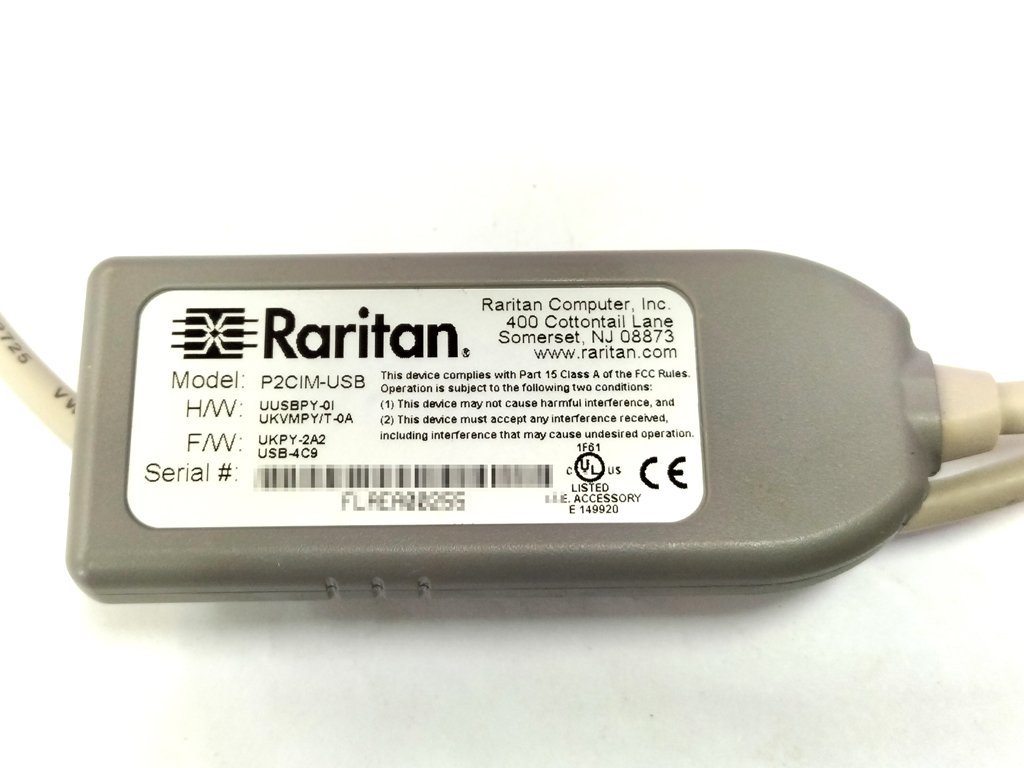 Raritan®
Raritan Computer, Inc.
400 Cottontail Lane
Somerset, NJ 08873
www.raritan.com
Model: P2CIM-USB
H/W: UUSBPY-0I
UKVMPY/T-0A
F/W: UKPY-2A2
USB-4C9
Serial #:
This device complies with Part 15 Class A of the FCC Rules.
Operation is subject to the following two conditions:
(1) This device may not cause harmful interference, and
(2) This device must accept any interference received,
including interference that may cause undesired operation.
1F61
c UL US
LISTED
ACCESSORY
E 149920
CE